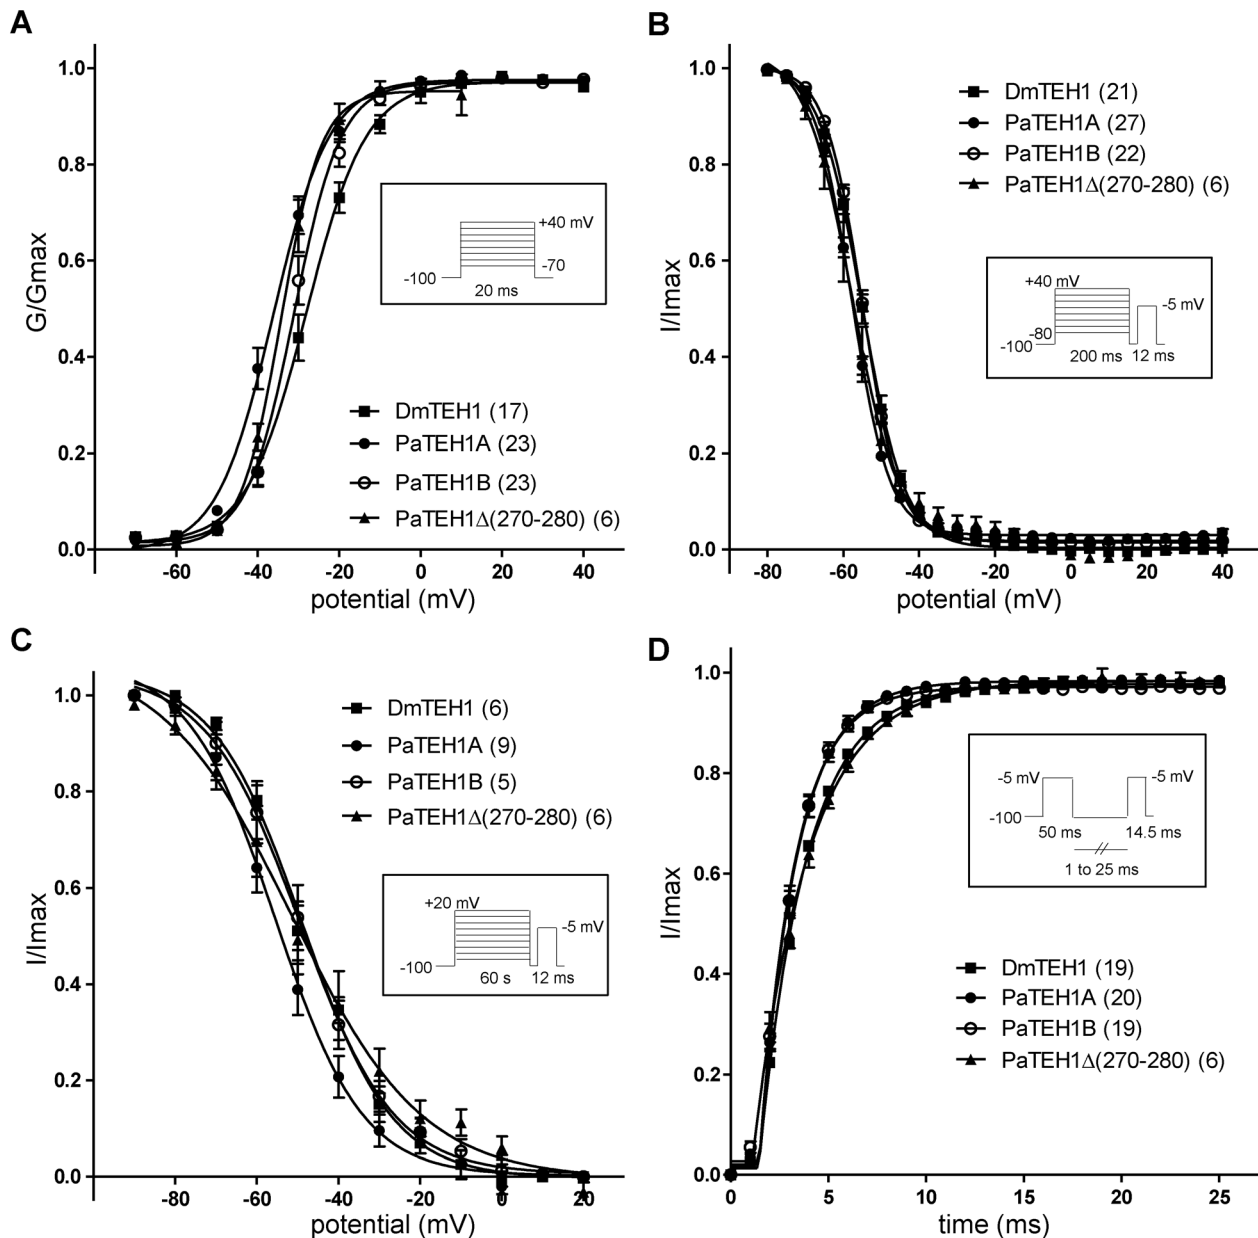 A
G/Gmax
1.0
0.8
0.6
0.4
0.2
0.0
-60
-40
-20
0
20
40
potential (mV)
+40 mV
-70
-100
20 ms
DmTEH1 (17)
PaTEH1A (23)
PaTEH1B (23)
PaTEH1Δ(270-280) (6)
B
I/Imax
1.0
0.8
0.6
0.4
0.2
0.0
-80
-60
-40
-20
0
20
40
potential (mV)
DmTEH1 (21)
PaTEH1A (27)
PaTEH1B (22)
PaTEH1Δ(270-280) (6)
+40 mV
-5 mV
-80
-100
200 ms 12 ms
C
I/Imax
1.0
0.8
0.6
0.4
0.2
0.0
-80
-60
-40
-20
0
20
potential (mV)
DmTEH1 (6)
PaTEH1A (9)
PaTEH1B (5)
PaTEH1Δ(270-280) (6)
+20 mV
-5 mV
-100
60 s 12 ms
D
I/Imax
1.0
0.8
0.6
0.4
0.2
0.0
0
5
10
15
20
25
time (ms)
-5 mV -5 mV
-100
50 ms 14.5 ms
1 to 25 ms
DmTEH1 (19)
PaTEH1A (20)
PaTEH1B (19)
PaTEH1Δ(270-280) (6)